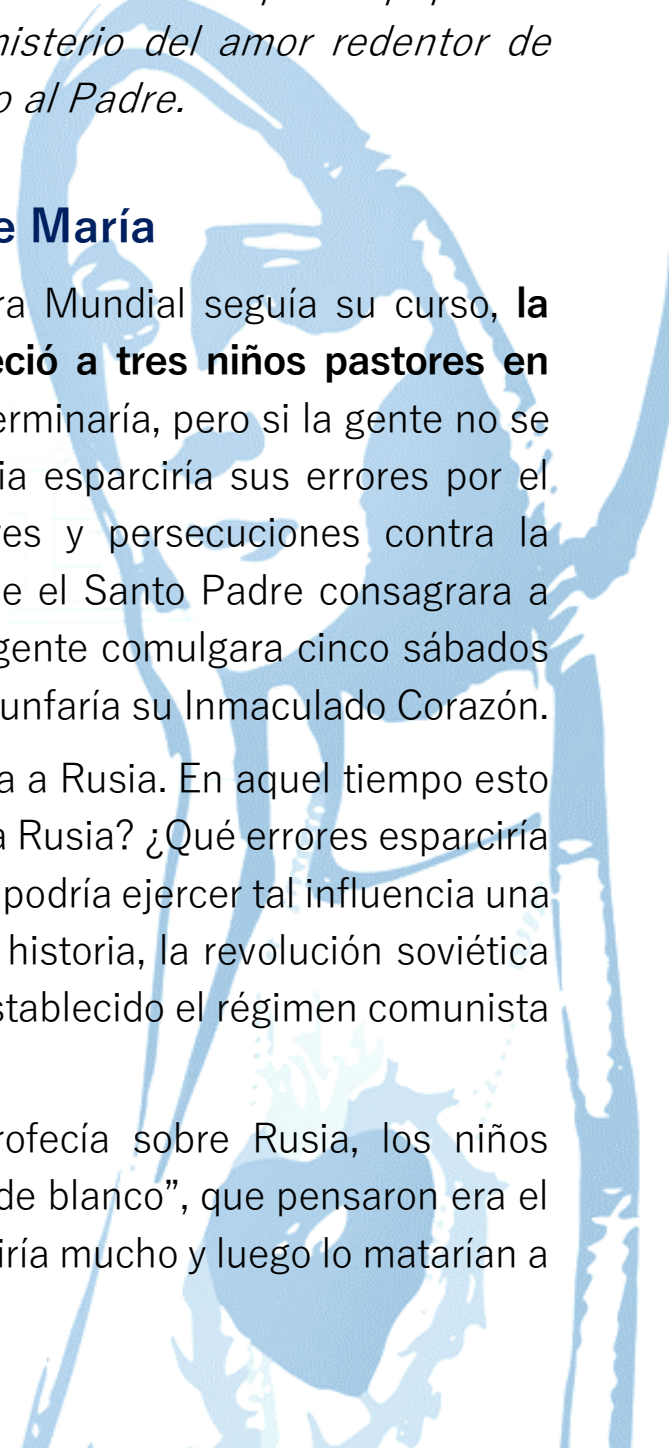 misterio del amor redentor de
o al Padre.
e María
ra Mundial seguía su curso, la
eció a tres niños pastores en
erminaría, pero si la gente no se
ia esparciría sus errores por el
res y persecuciones contra la
e el Santo Padre consagrara a
gente comulgara cinco sábados
unfaría su Inmaculado Corazón.
a a Rusia. En aquel tiempo esto
a Rusia? ¿Qué errores esparciría
podría ejercer tal influencia una
historia, la revolución soviética
stablecido el régimen comunista
rofecía sobre Rusia, los niños
de blanco”, que pensaron era el
iría mucho y luego lo matarían a